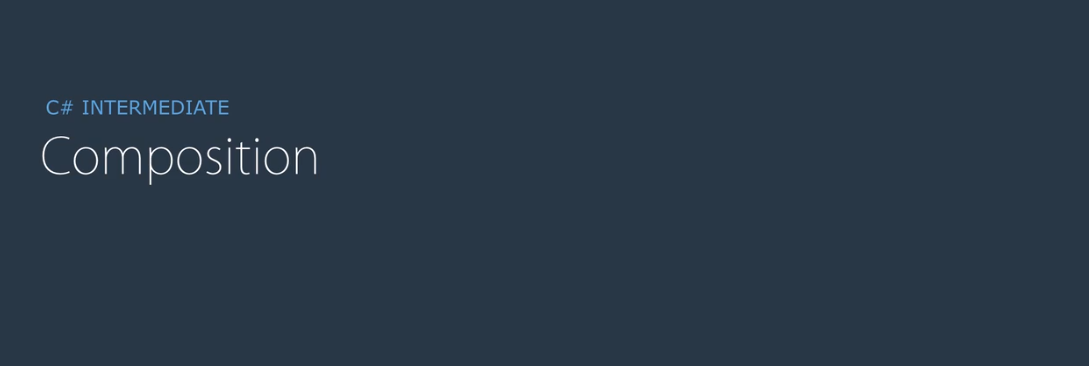 C# INTERMEDIATE
Composition